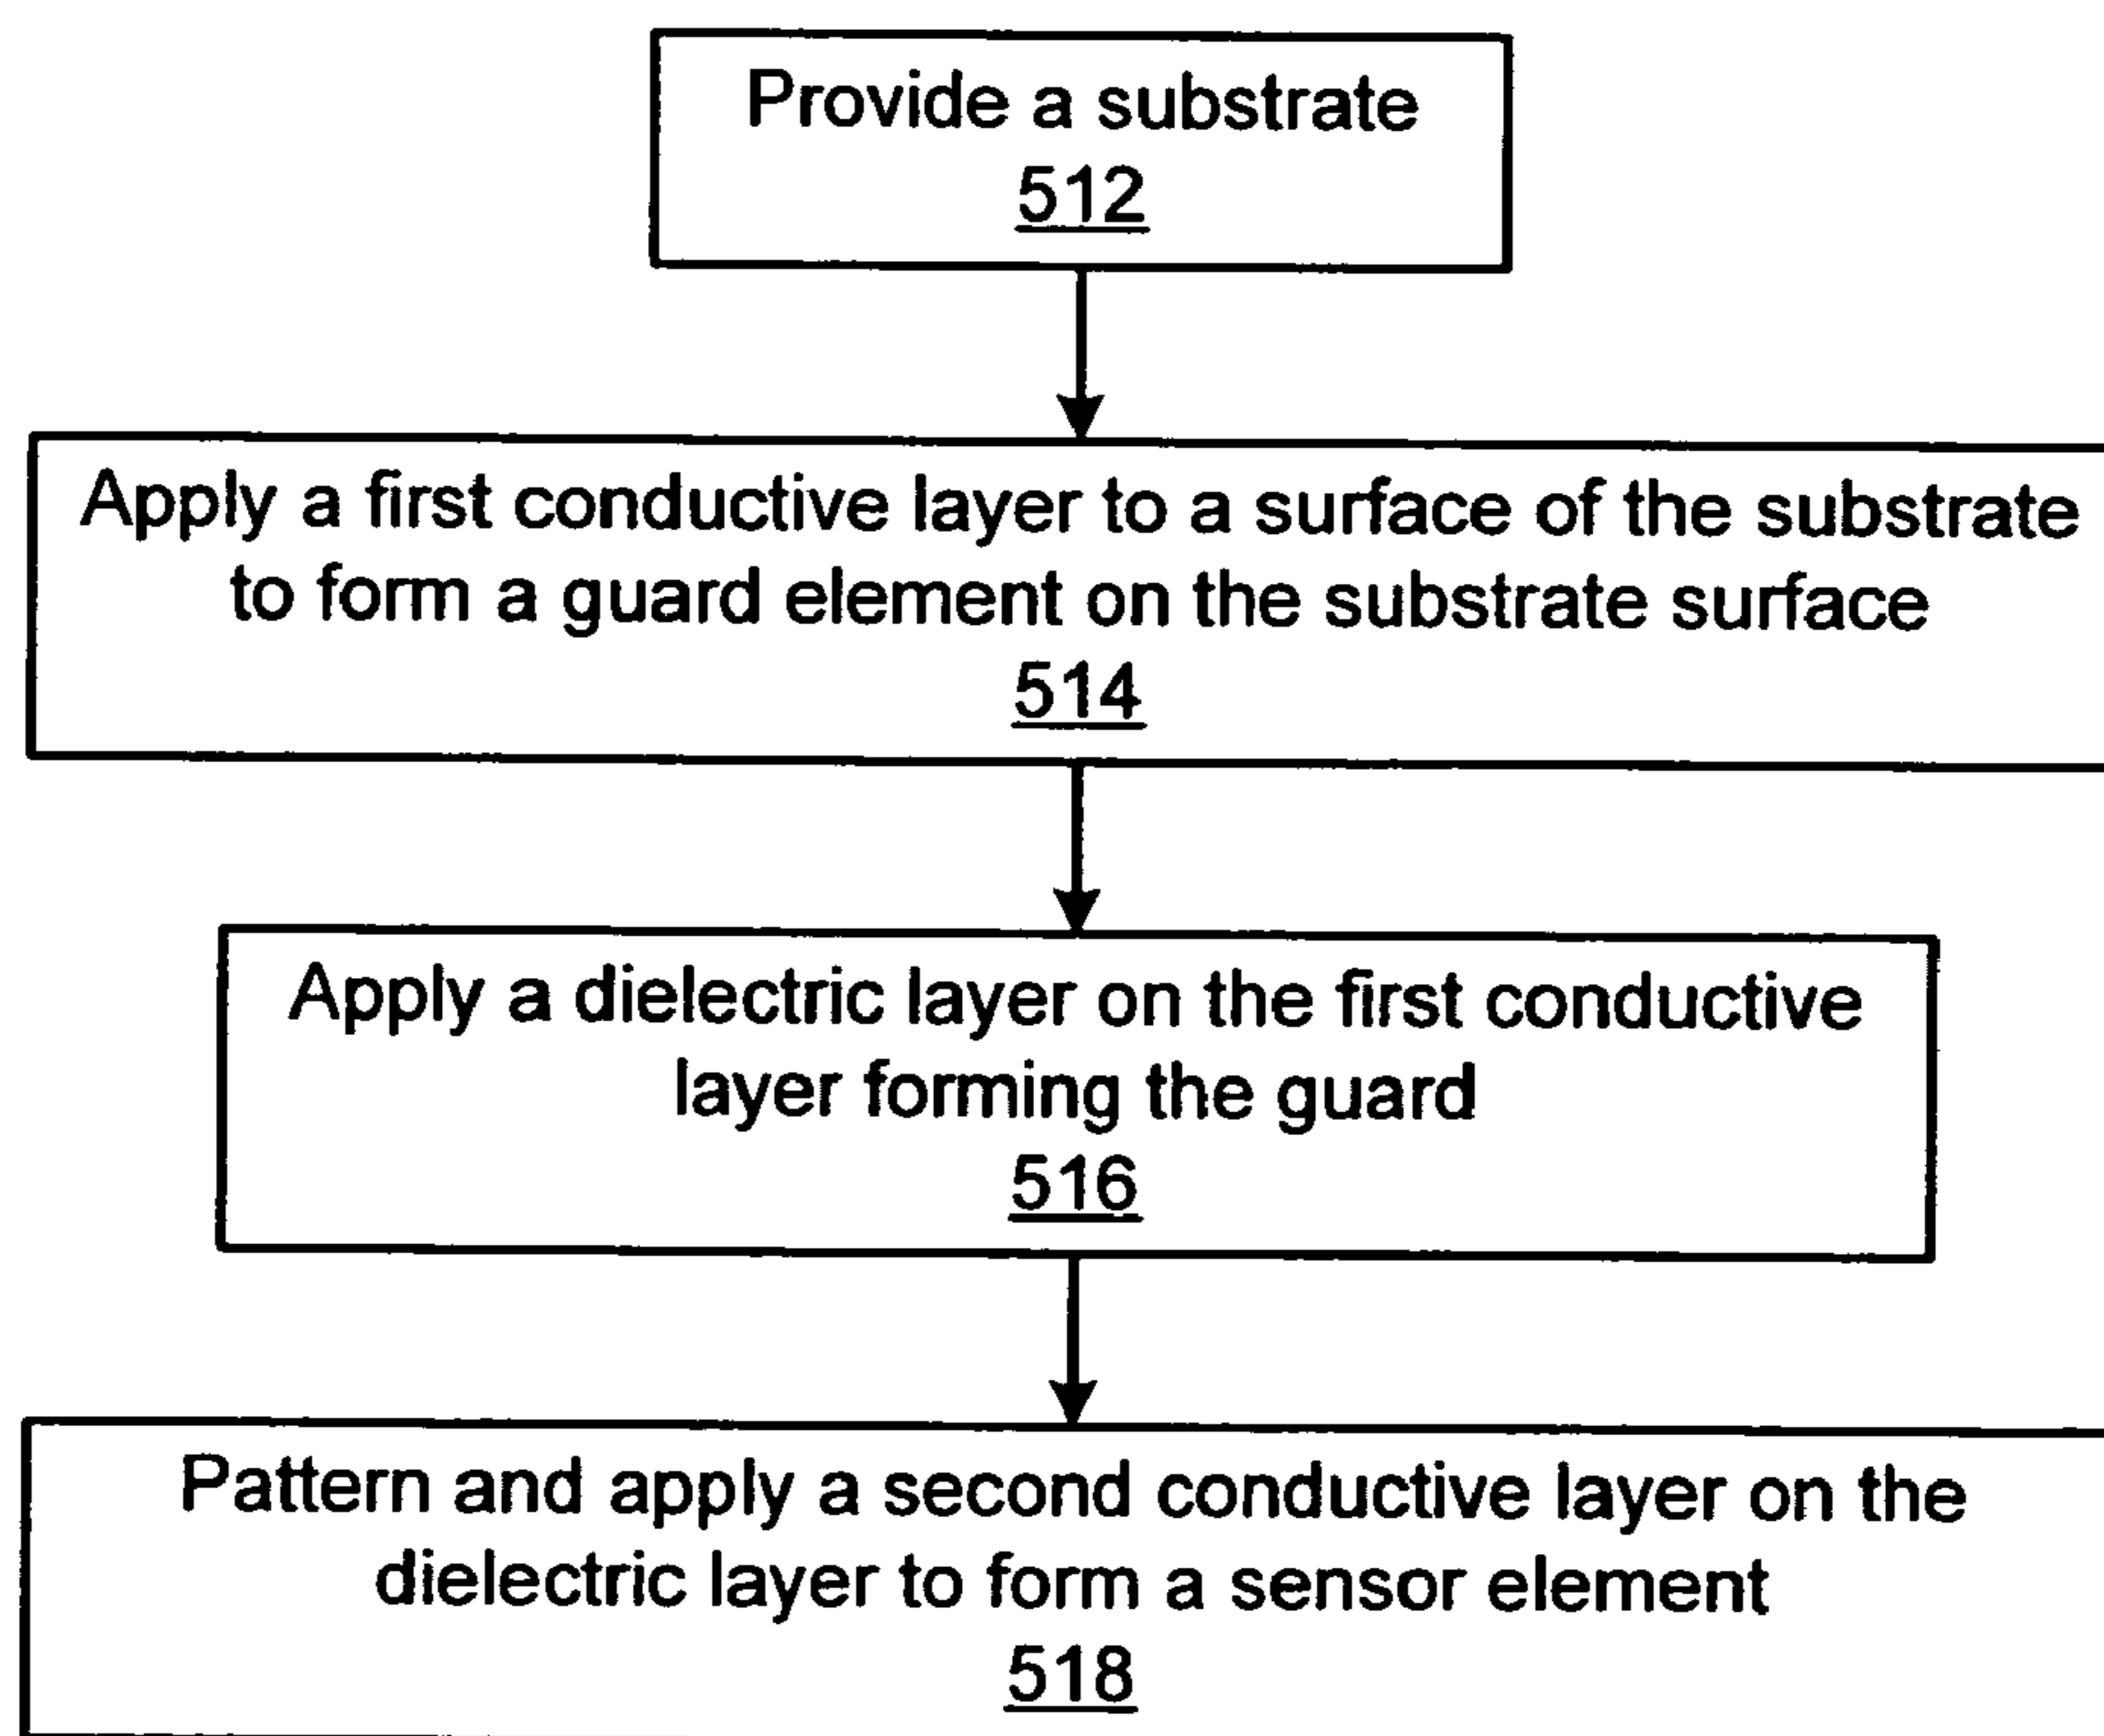 Provide a substrate
512
Apply a first conductive layer to a surface of the substrate
to form a guard element on the substrate surface
514
Apply a dielectric layer on the first conductive
layer forming the guard
516
Pattern and apply a second conductive layer on the
dielectric layer to form a sensor element
518